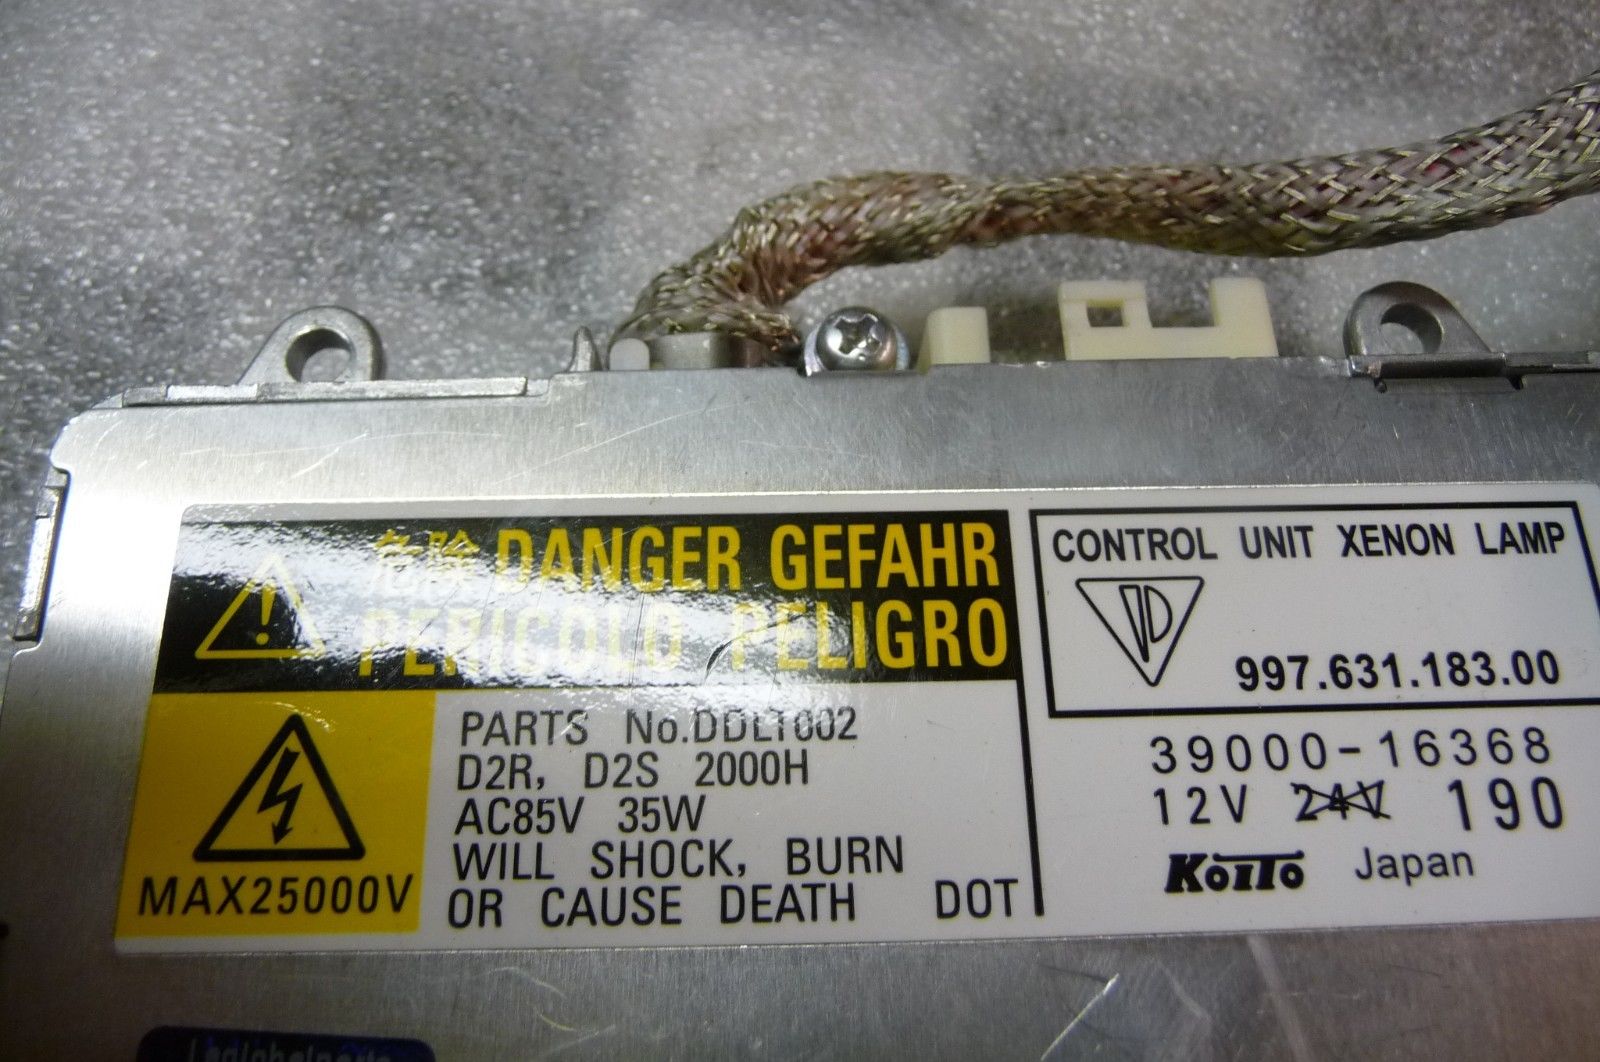 危険 DANGER GEFAHR
PERICOLO PELIGRO
MAX25000V
PARTS No.DDLT002
D2R, D2S 2000H
AC85V 35W
WILL SHOCK, BURN
OR CAUSE DEATH DOT
CONTROL UNIT XENON LAMP
997.631.183.00
39000-16368
12V 24V 190
KOITO Japan